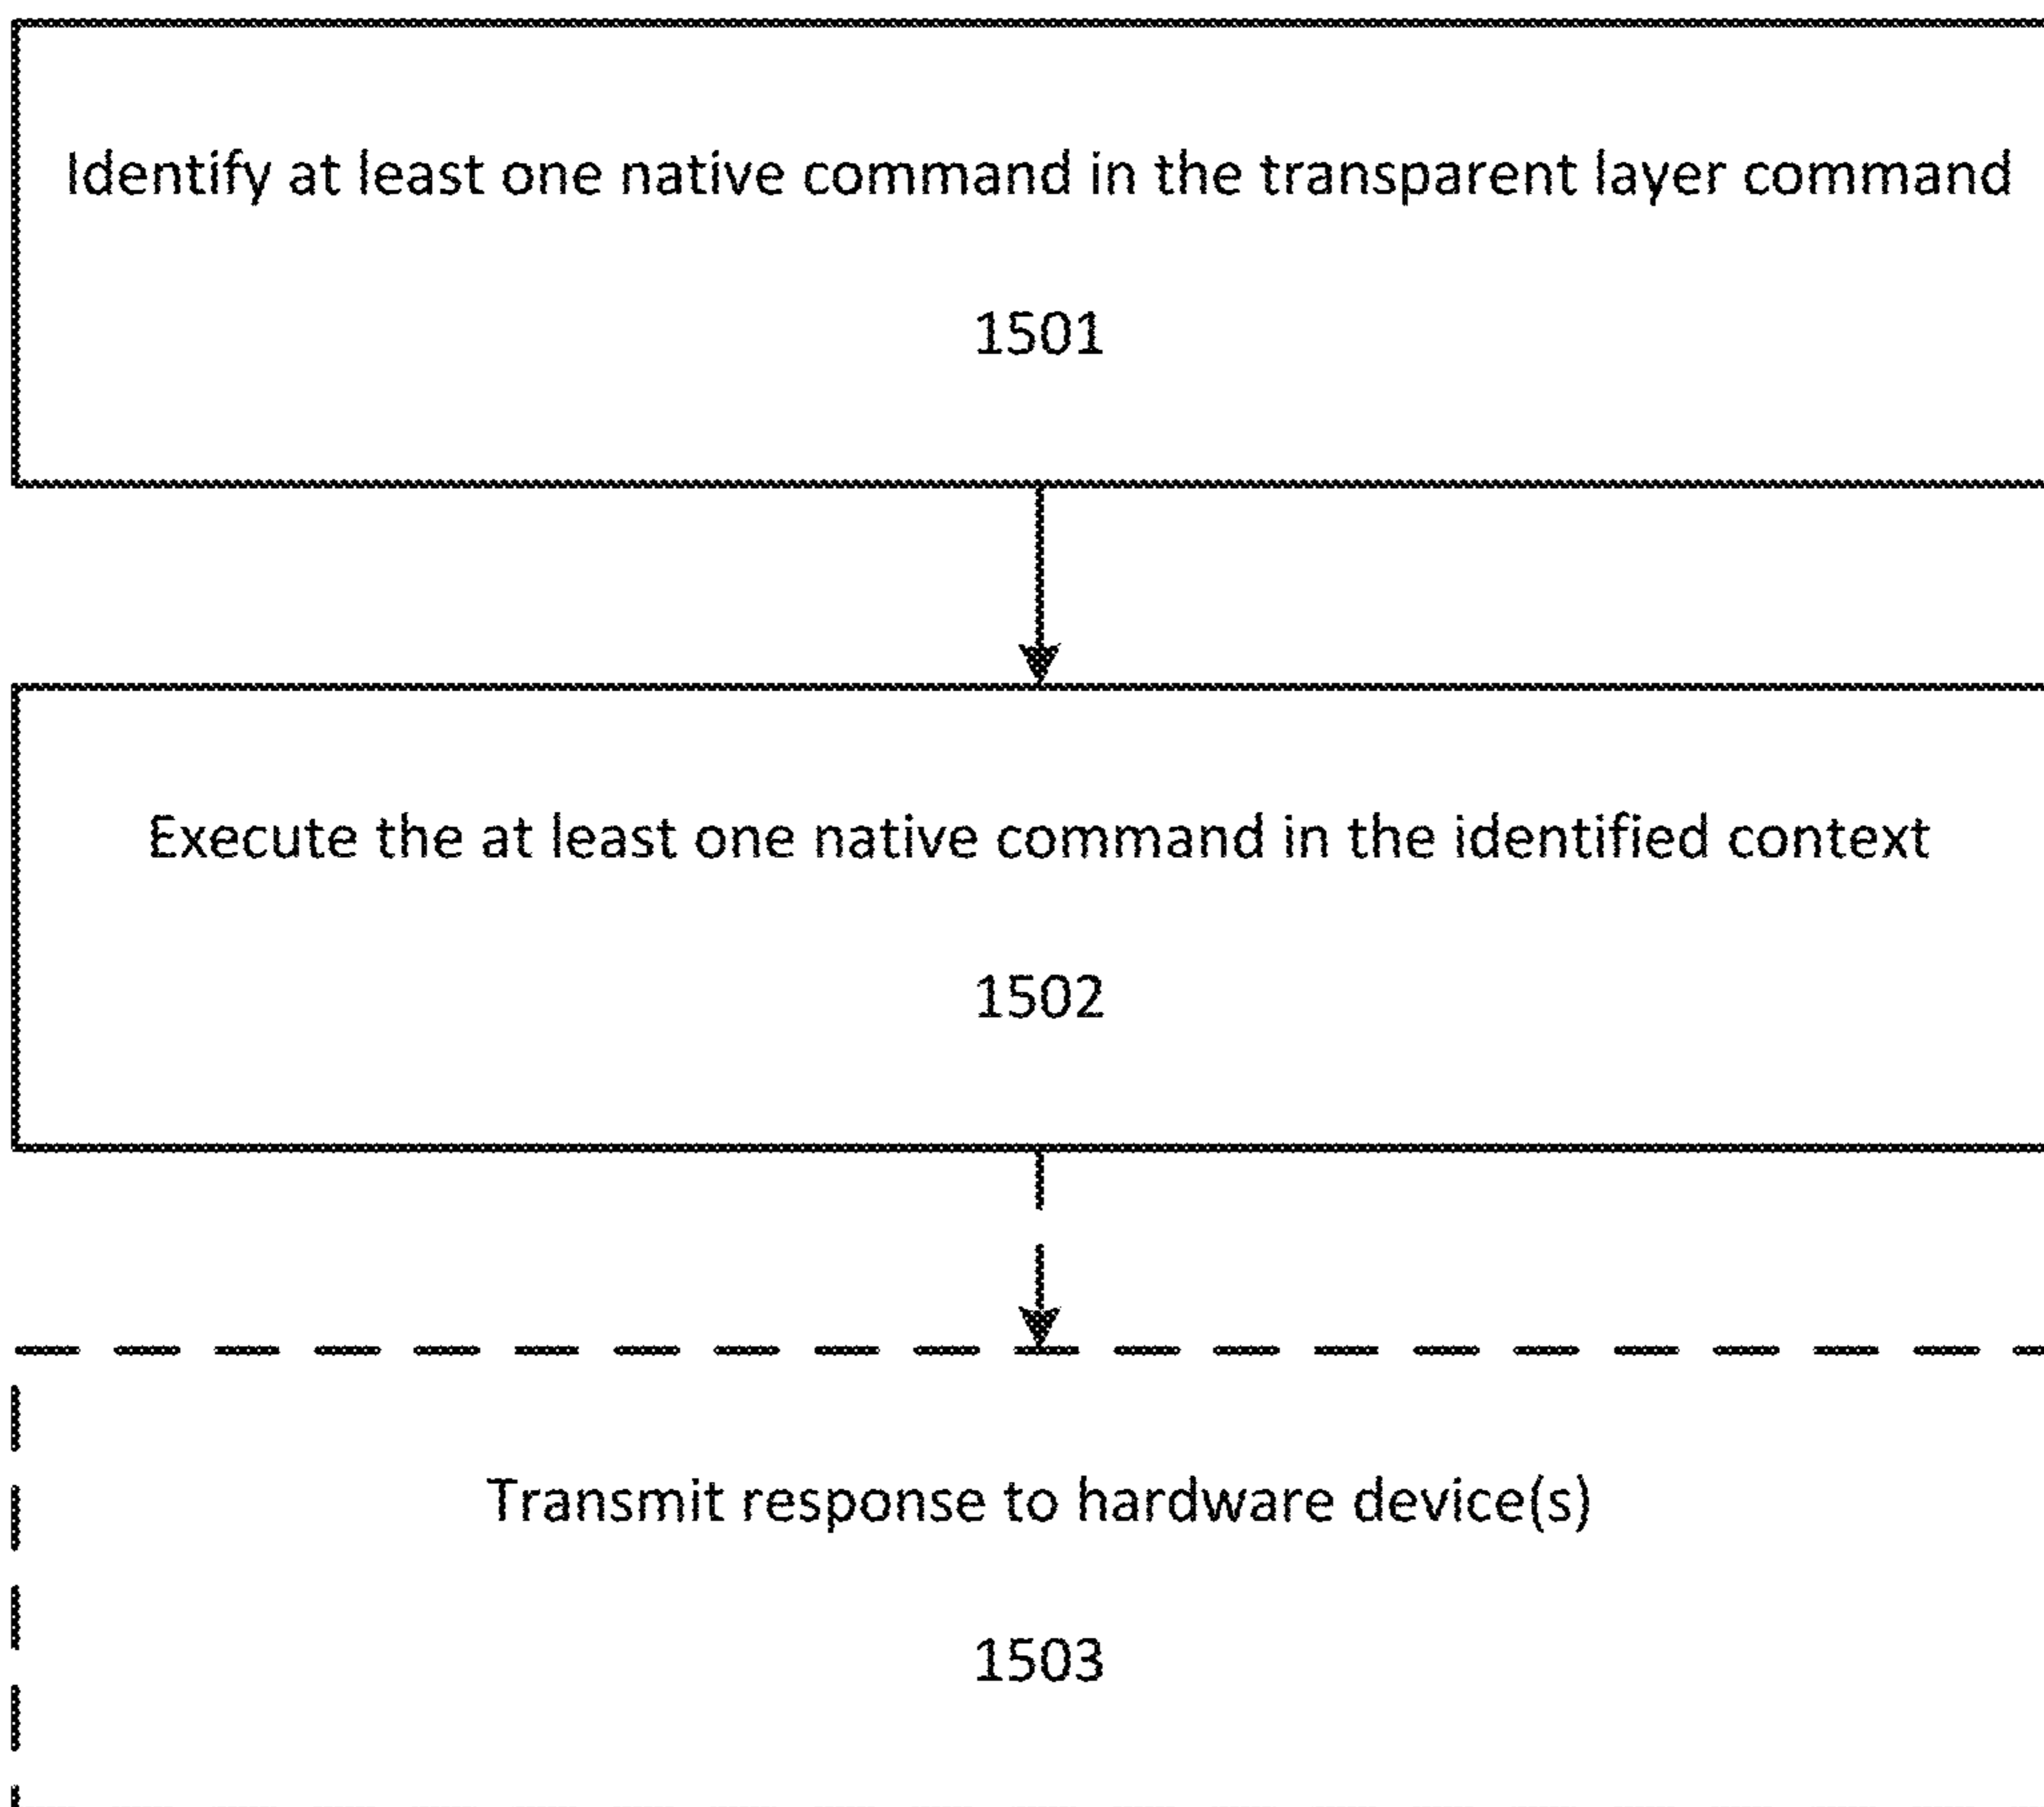 Identify at least one native command in the transparent layer command
1501
Execute the at least one native command in the identified context
1502
Transmit response to hardware device(s)
1503